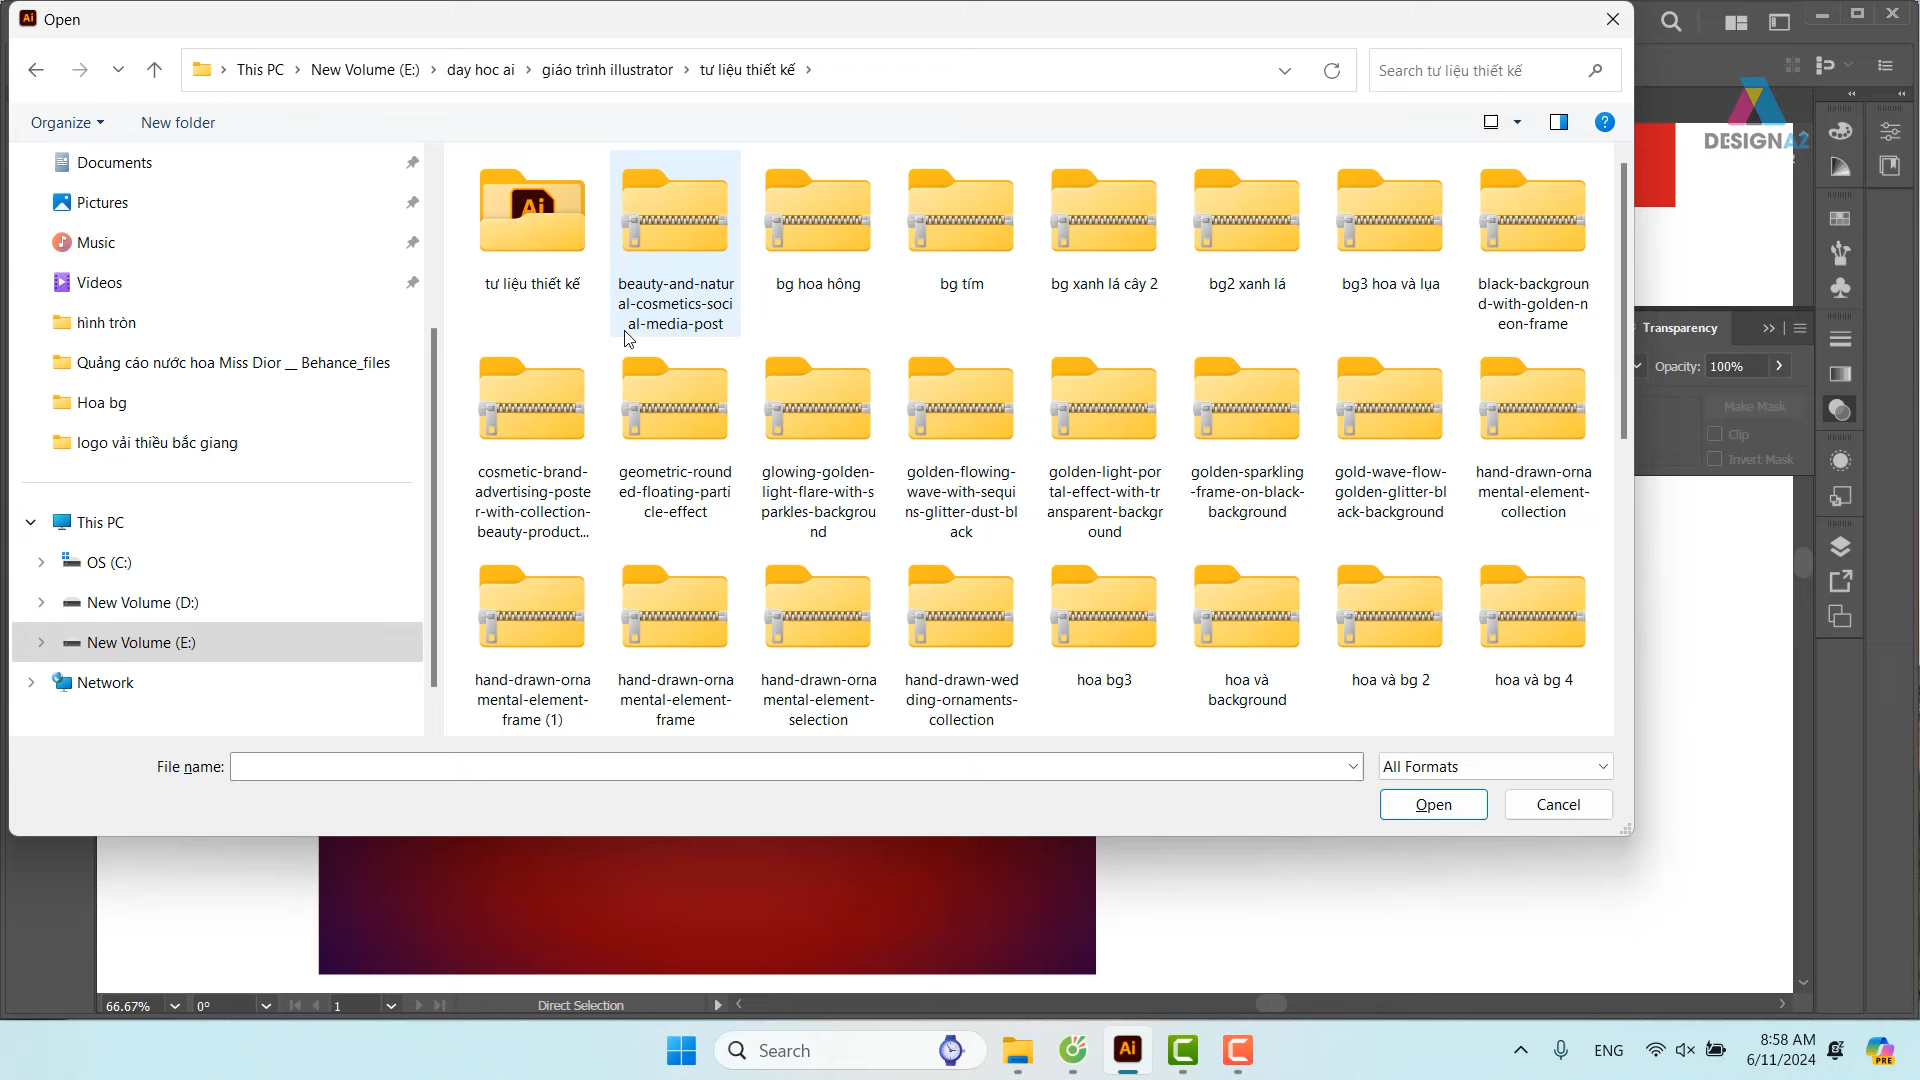 Ai Open
This PC
New Volume (E:)
day hoc ai
giáo trình illustrator
tư liệu thiết kế
Search tư liệu thiết kế
Organize
New folder
?
DESIGNAZ
Documents
Pictures
Music
Videos
hình tròn
Quảng cáo nước hoa Miss Dior __ Behance_files
Hoa bg
logo vải thiều bắc giang
This PC
OS (C:)
New Volume (D:)
New Volume (E:)
Network
Ai
tư liệu thiết kế
beauty-and-natur
al-cosmetics-soci
al-media-post
bg hoa hông
bg tím
bg xanh lá cây 2
bg2 xanh lá
bg3 hoa và lụa
black-backgroun
d-with-golden-n
eon-frame
cosmetic-brand-
advertising-poste
r-with-collection-
beauty-product...
geometric-round
ed-floating-parti
cle-effect
glowing-golden-
light-flare-with-s
parkles-backgrou
nd
golden-flowing-
wave-with-sequi
ns-glitter-dust-bl
ack
golden-light-por
tal-effect-with-tr
ansparent-backgr
ound
golden-sparkling
-frame-on-black-
background
gold-wave-flow-
golden-glitter-bl
ack-background
hand-drawn-orna
mental-element-
collection
hand-drawn-orna
mental-element-
frame (1)
hand-drawn-orna
mental-element-
frame
hand-drawn-orna
mental-element-
selection
hand-drawn-wed
ding-ornaments-
collection
hoa bg3
hoa và
background
hoa và bg 2
hoa và bg 4
File name:
All Formats
Open
Cancel
Transparency
Opacity: 100%
Make Mask
Clip
Invert Mask
66.67%
0°
1
Direct Selection
Search
Ai
ENG
8:58 AM
6/11/2024
PRE